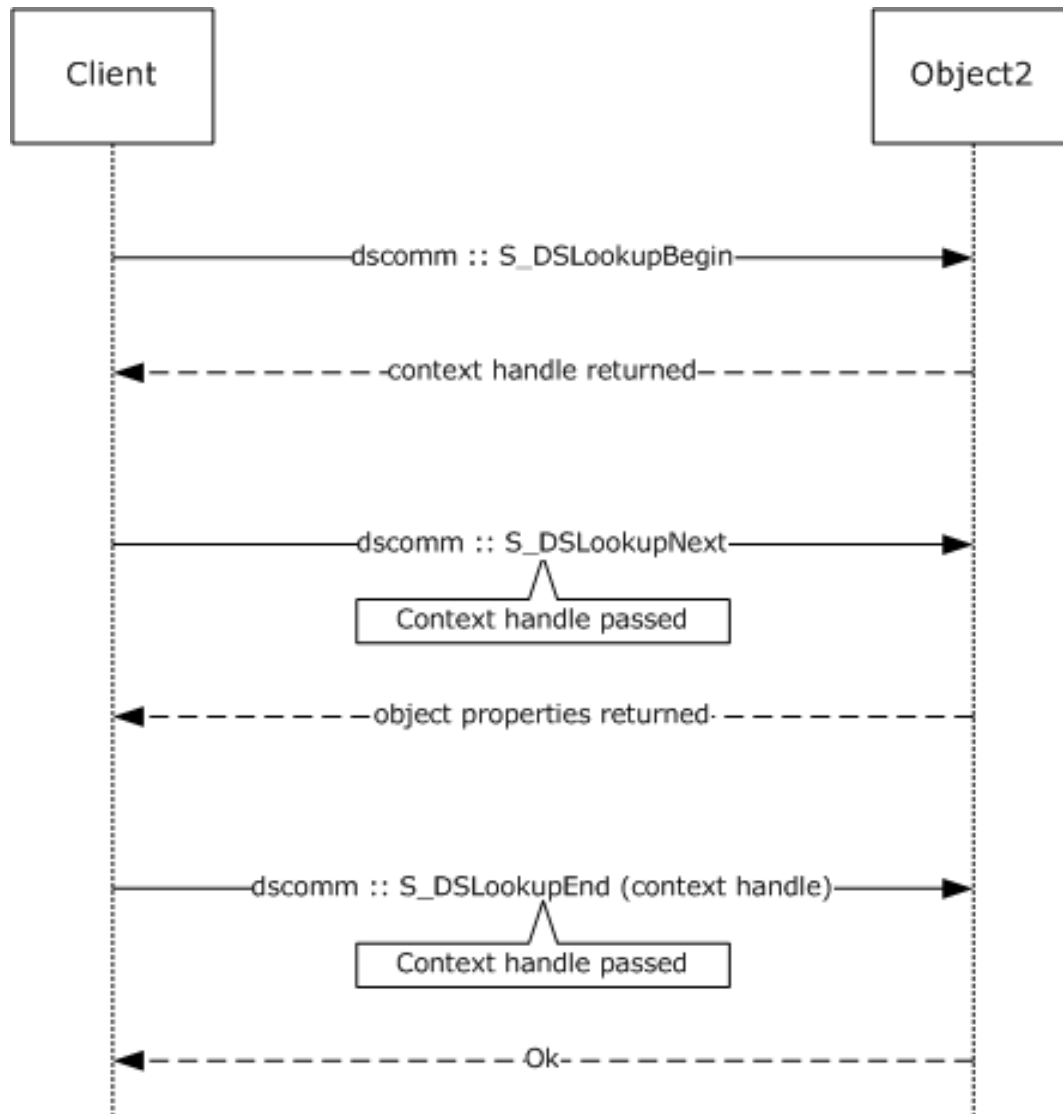 Client
Object2
dscomm :: S_DSLookupBegin
context handle returned
dscomm :: S_DSLookupNext
Context handle passed
object properties returned
dscomm :: S_DSLookupEnd (context handle)
Context handle passed
Ok